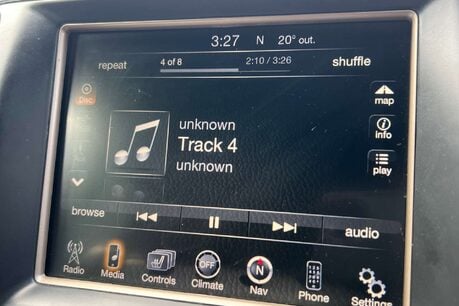 3:27 N 20° out.
repeat 4 of 8 2:10 / 3:26 shuffle
Disc
map
unknown
info
Track 4
unknown
play
browse audio
Radio Media Controls OFF Climate N Nav Phone Settings